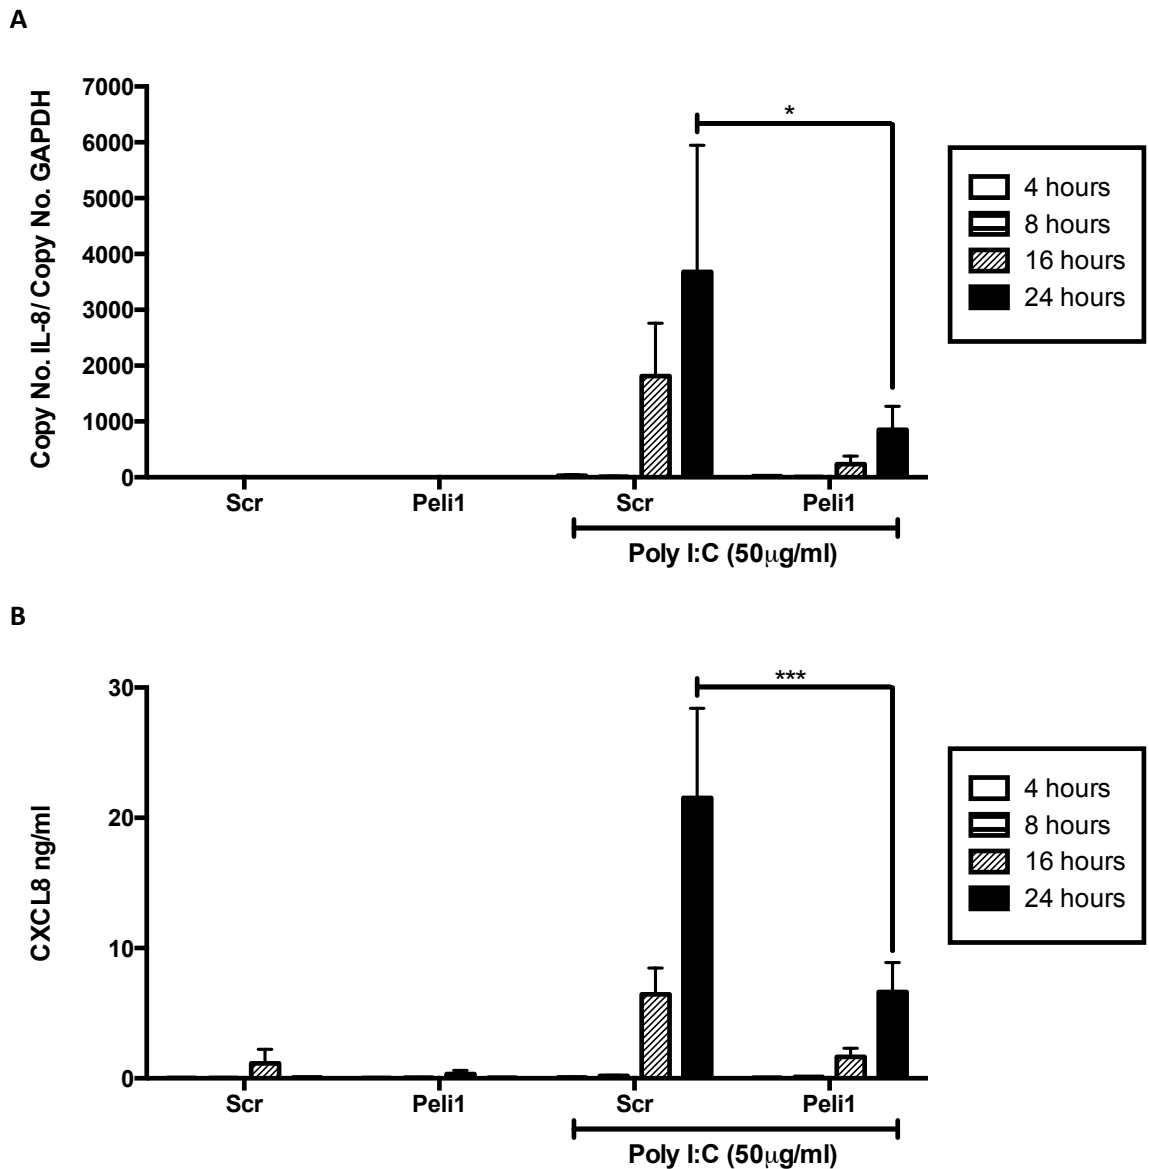 A
Copy No. IL-8/ Copy No. GAPDH
7000
6000
5000
4000
3000
2000
1000
0
*
4 hours
8 hours
16 hours
24 hours
Scr Peli1 Scr Peli1
Poly I:C (50μg/ml)
B
CXCL8 ng/ml
30
20
10
0
***
4 hours
8 hours
16 hours
24 hours
Scr Peli1 Scr Peli1
Poly I:C (50μg/ml)